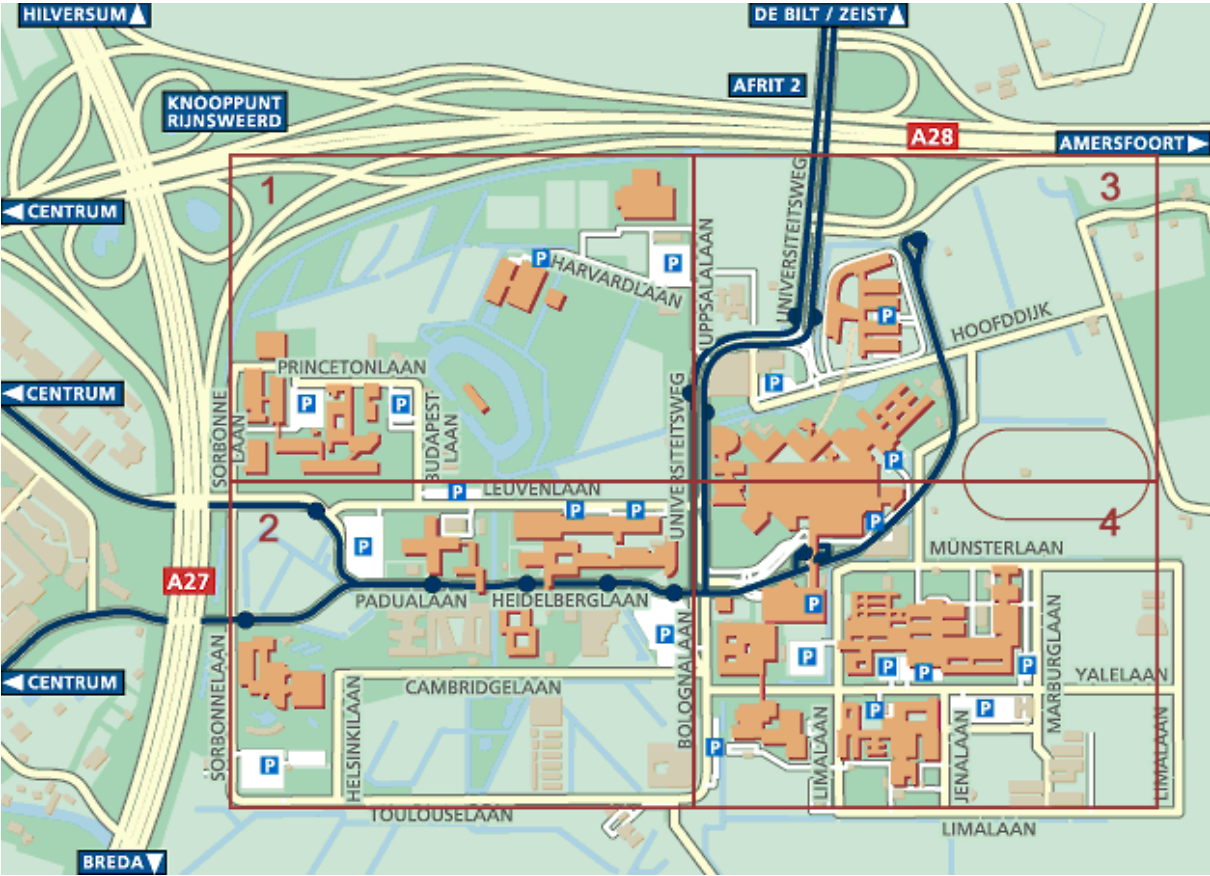 HILVERSUM
DE BILT / ZEIST
AFRIT 2
KNOOPPUNT
RIJNSWEERD
A28
AMERSFOORT
1
3
CENTRUM
UNIVERSITEITSWEG
UPPSALALAAN
P
HARVARDLAAN
P
P
HOOFDDIJK
PRINCETONLAAN
P
CENTRUM
P
P
SORBONNE
LAAN
BUDAPEST-
LAAN
UNIVERSITEITSWEG
P
LEUVENLAAN
P
P
P
P
2
4
P
MÜNSTERLAAN
A27
PADUALAAN
HEIDELBERGLAAN
P
P
P
CENTRUM
SORBONNELAAN
HELSINKILAAN
CAMBRIDGELAAN
BOLOGNALAAN
P
P
P
YALELAAN
MARBURGLAAN
P
P
P
P
LIMALAAN
JENALAAN
LIMALAAN
TOULOUSELAAN
LIMALAAN
BREDA